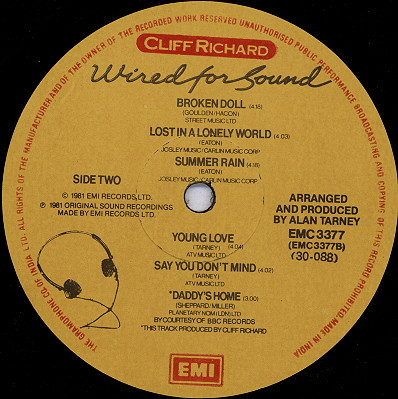 ALL RIGHTS OF THE MANUFACTURER AND OF THE OWNER OF THE RECORDED WORK RESERVED UNAUTHORISED PUBLIC PERFORMANCE BROADCASTING AND COPYING OF THIS RECORD PROHIBITED. MADE IN INDIA
THE GRAMOPHONE CO. OF INDIA LTD.
CLIFF RICHARD
Wired for Sound
BROKEN DOLL (4.18)
(GOULDEN/HACON)
STREET MUSIC LTD
LOST IN A LONELY WORLD (4.03)
(EATON)
JOSLEY MUSIC/CARLIN MUSIC CORP
SUMMER RAIN (4.18)
(EATON)
JOSLEY MUSIC/CARLIN MUSIC CORP
SIDE TWO
© 1981 EMI RECORDS, LTD.
℗ 1981 ORIGINAL SOUND RECORDINGS
MADE BY EMI RECORDS LTD.
ARRANGED
AND PRODUCED
BY ALAN TARNEY
EMC 3377
(EMC 3377B)
(30-088)
YOUNG LOVE
(TARNEY) (4.04)
ATV MUSIC LTD
SAY YOU DON'T MIND (4.02)
(TARNEY)
ATV MUSIC LTD
*DADDY'S HOME (3.00)
(SHEPPARD/MILLER)
PLANETARY NOM (LDN) LTD
BY COURTESY OF BBC RECORDS
*THIS TRACK PRODUCED BY CLIFF RICHARD
EMI